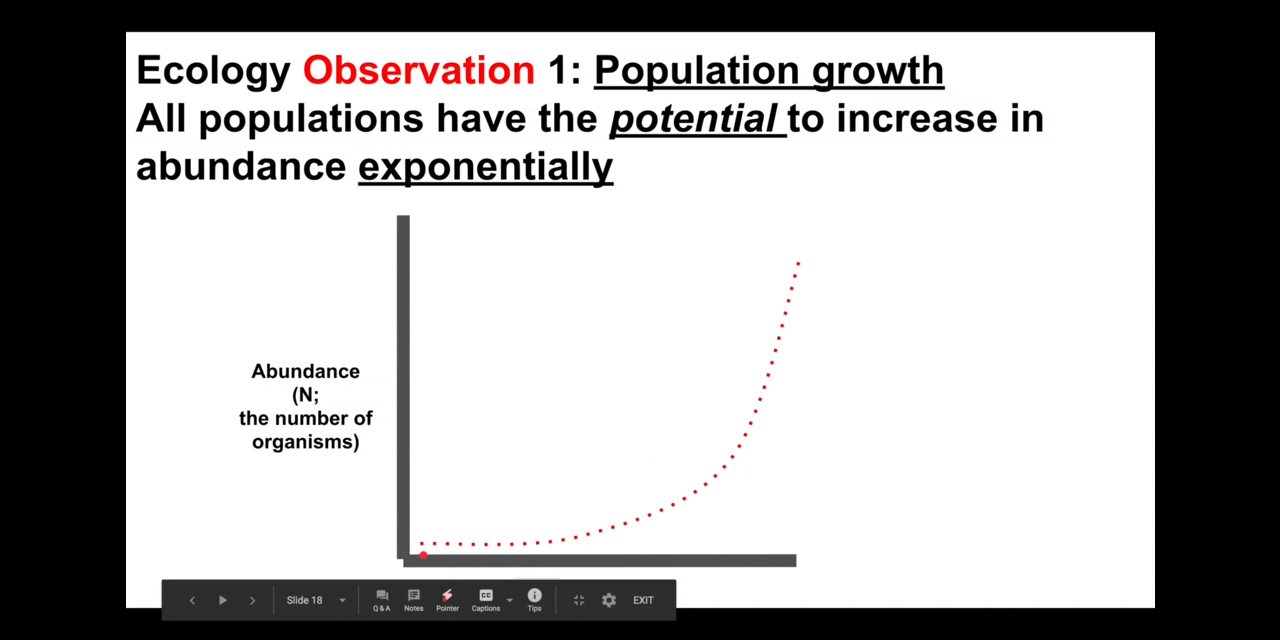 Ecology Observation 1: Population growth
All populations have the potential to increase in
abundance exponentially
Abundance
(N;
the number of
organisms)
Slide 18
Q & A
Notes
Pointer
CC
Captions
Tips
EXIT